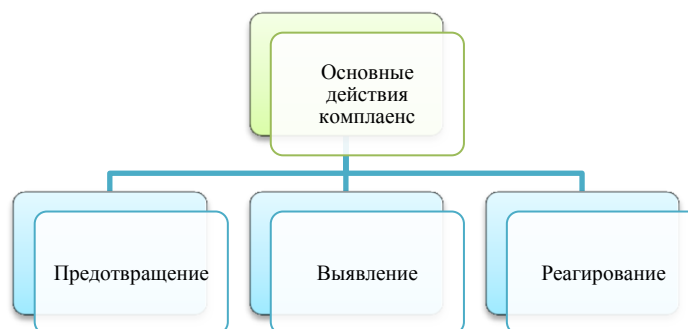 Основные
действия
комплаенс
Предотвращение
Выявление
Реагирование